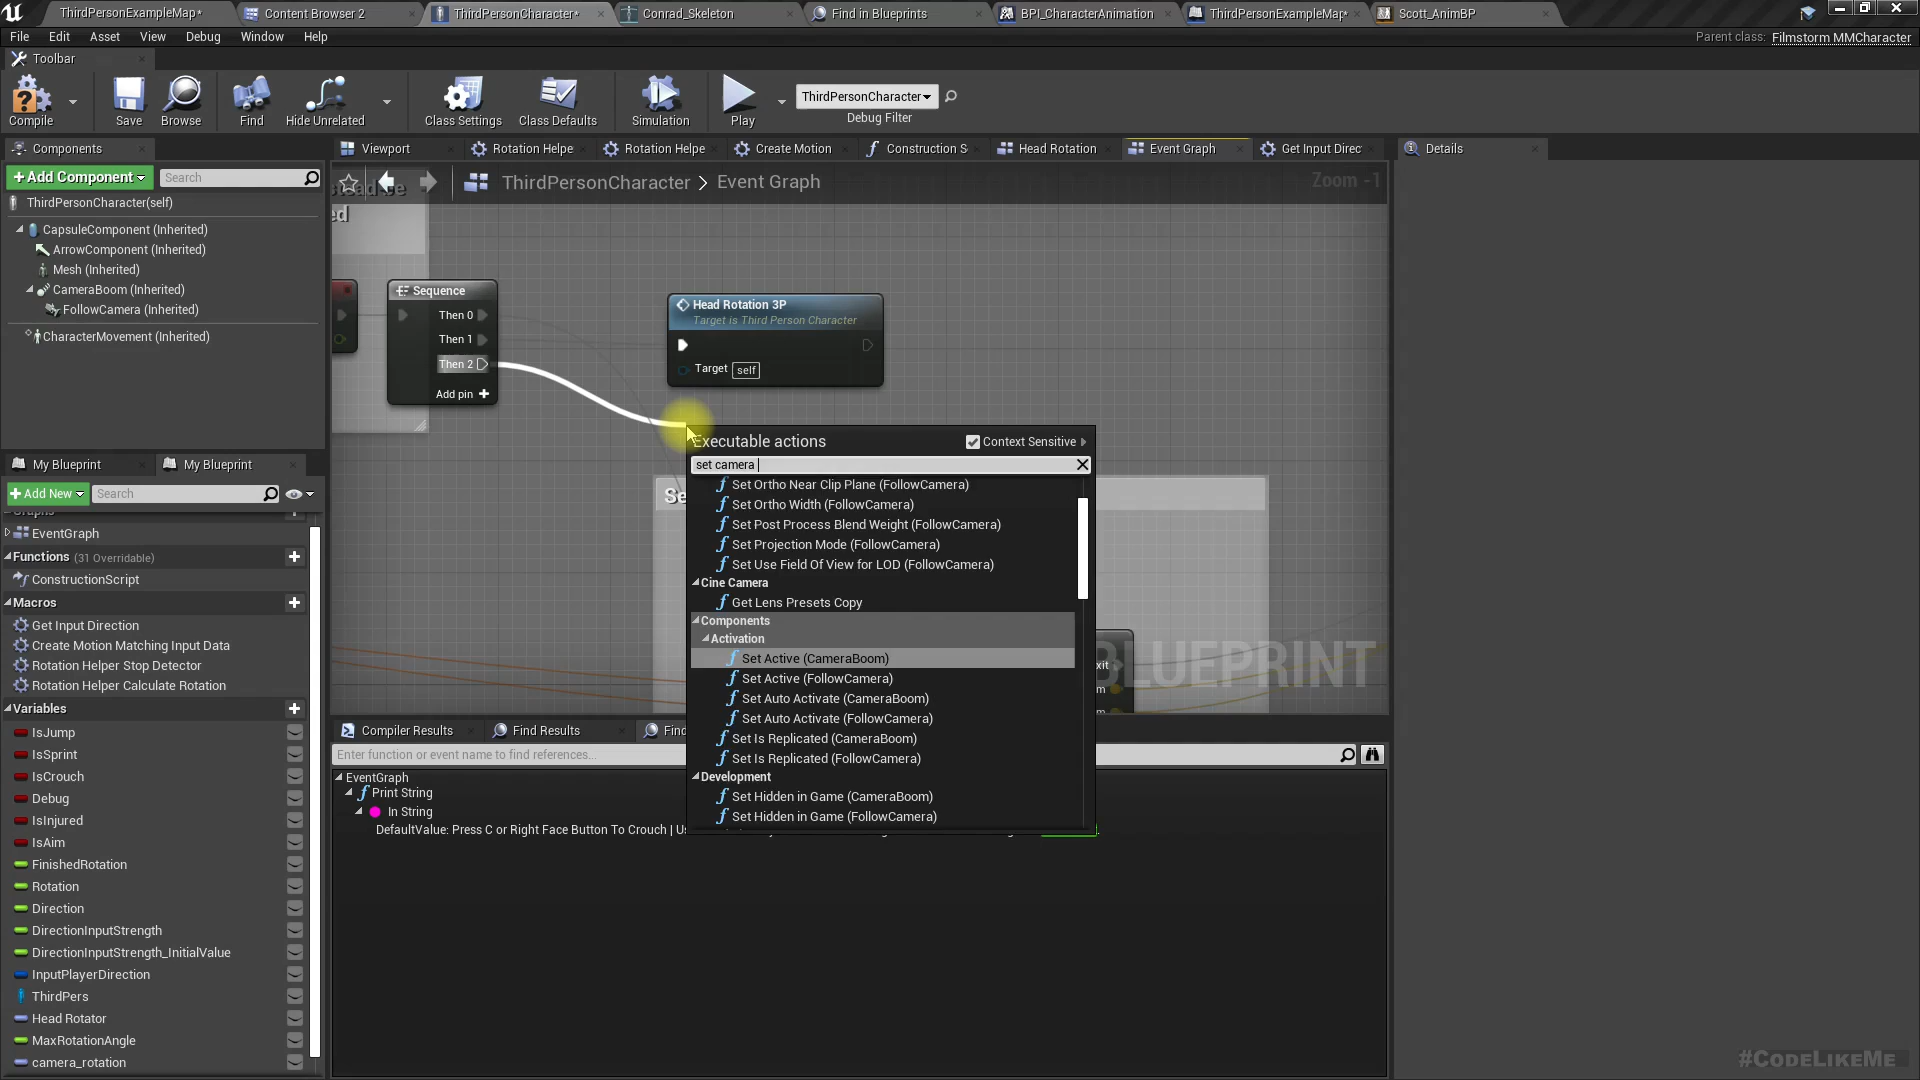 ThirdPersonExampleMap*
Content Browser 2
ThirdPersonCharacter*
Conrad_Skeleton
Find in Blueprints
BPI_CharacterAnimation
ThirdPersonExampleMap*
Scott_AnimBP
File Edit Asset View Debug Window Help
Parent class: Filmstorm MMCharacter
Toolbar
Compile Save Browse Find Hide Unrelated Class Settings Class Defaults Simulation Play
ThirdPersonCharacter
Debug Filter
Components
Viewport Rotation Helpe Rotation Helpe Create Motion Construction S Head Rotation Event Graph Get Input Direc Details
+Add Component
Search
ThirdPersonCharacter > Event Graph
Zoom -1
ThirdPersonCharacter(self)
CapsuleComponent (Inherited)
ArrowComponent (Inherited)
Mesh (Inherited)
CameraBoom (Inherited)
FollowCamera (Inherited)
CharacterMovement (Inherited)
Sequence
Then 0
Then 1
Then 2
Add pin +
Head Rotation 3P
Target is Third Person Character
Target self
Executable actions
Context Sensitive
set camera
Set Ortho Near Clip Plane (FollowCamera)
Set Ortho Width (FollowCamera)
Set Post Process Blend Weight (FollowCamera)
Set Projection Mode (FollowCamera)
Set Use Field Of View for LOD (FollowCamera)
Cine Camera
Get Lens Presets Copy
Components
Activation
Set Active (CameraBoom)
Set Active (FollowCamera)
Set Auto Activate (CameraBoom)
Set Auto Activate (FollowCamera)
Set Is Replicated (CameraBoom)
Set Is Replicated (FollowCamera)
Development
Set Hidden in Game (CameraBoom)
Set Hidden in Game (FollowCamera)
BLUEPRINT
My Blueprint
My Blueprint
+Add New
Search
Graphs
EventGraph
Functions (31 Overridable)
ConstructionScript
Macros
Get Input Direction
Create Motion Matching Input Data
Rotation Helper Stop Detector
Rotation Helper Calculate Rotation
Variables
IsJump
IsSprint
IsCrouch
Debug
IsInjured
IsAim
FinishedRotation
Rotation
Direction
DirectionInputStrength
DirectionInputStrength_InitialValue
InputPlayerDirection
ThirdPers
Head Rotator
MaxRotationAngle
camera_rotation
Compiler Results
Find Results
Enter function or event name to find references...
EventGraph
Print String
In String
DefaultValue: Press C or Right Face Button To Crouch |
#CODELIKEME